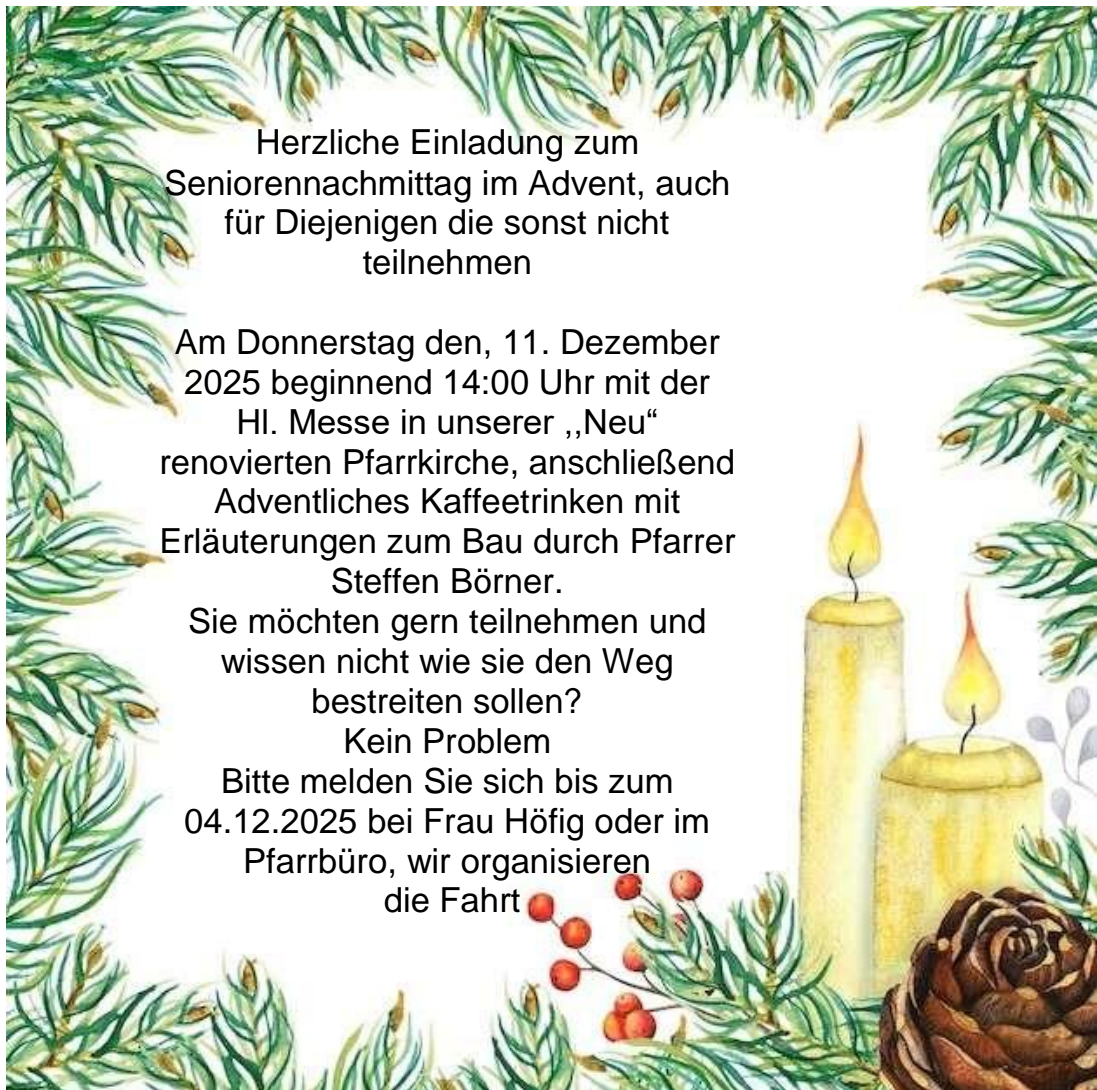 Herzliche Einladung zum
Seniorennachmittag im Advent, auch
für Diejenigen die sonst nicht
teilnehmen
Am Donnerstag den, 11. Dezember
2025 beginnend 14:00 Uhr mit der
Hl. Messe in unserer ,,Neu“
renovierten Pfarrkirche, anschließend
Adventliches Kaffeetrinken mit
Erläuterungen zum Bau durch Pfarrer
Steffen Börner.
Sie möchten gern teilnehmen und
wissen nicht wie sie den Weg
bestreiten sollen?
Kein Problem
Bitte melden Sie sich bis zum
04.12.2025 bei Frau Höfig oder im
Pfarrbüro, wir organisieren
die Fahrt